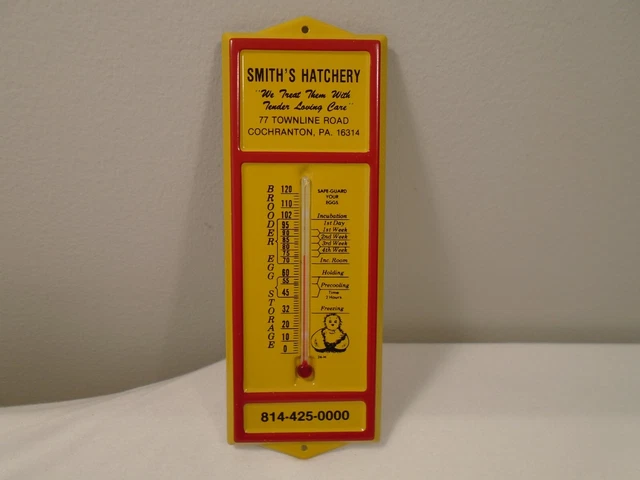 SMITH'S HATCHERY
"We Treat Them With
Tender Loving Care"
77 TOWNLINE ROAD
COCHRANTON, PA. 16314
BROODER EGG STORAGE
SAFE-GUARD
YOUR
EGGS
120
110
102 Incubation
95 1st Day
90 1st Week
85 2nd Week
80 3rd Week
75 4th Week
70 Inc. Room
60 Holding
55 Precooling
45 Time
2 Hours
32 Freezing
20
10
0
814-425-0000